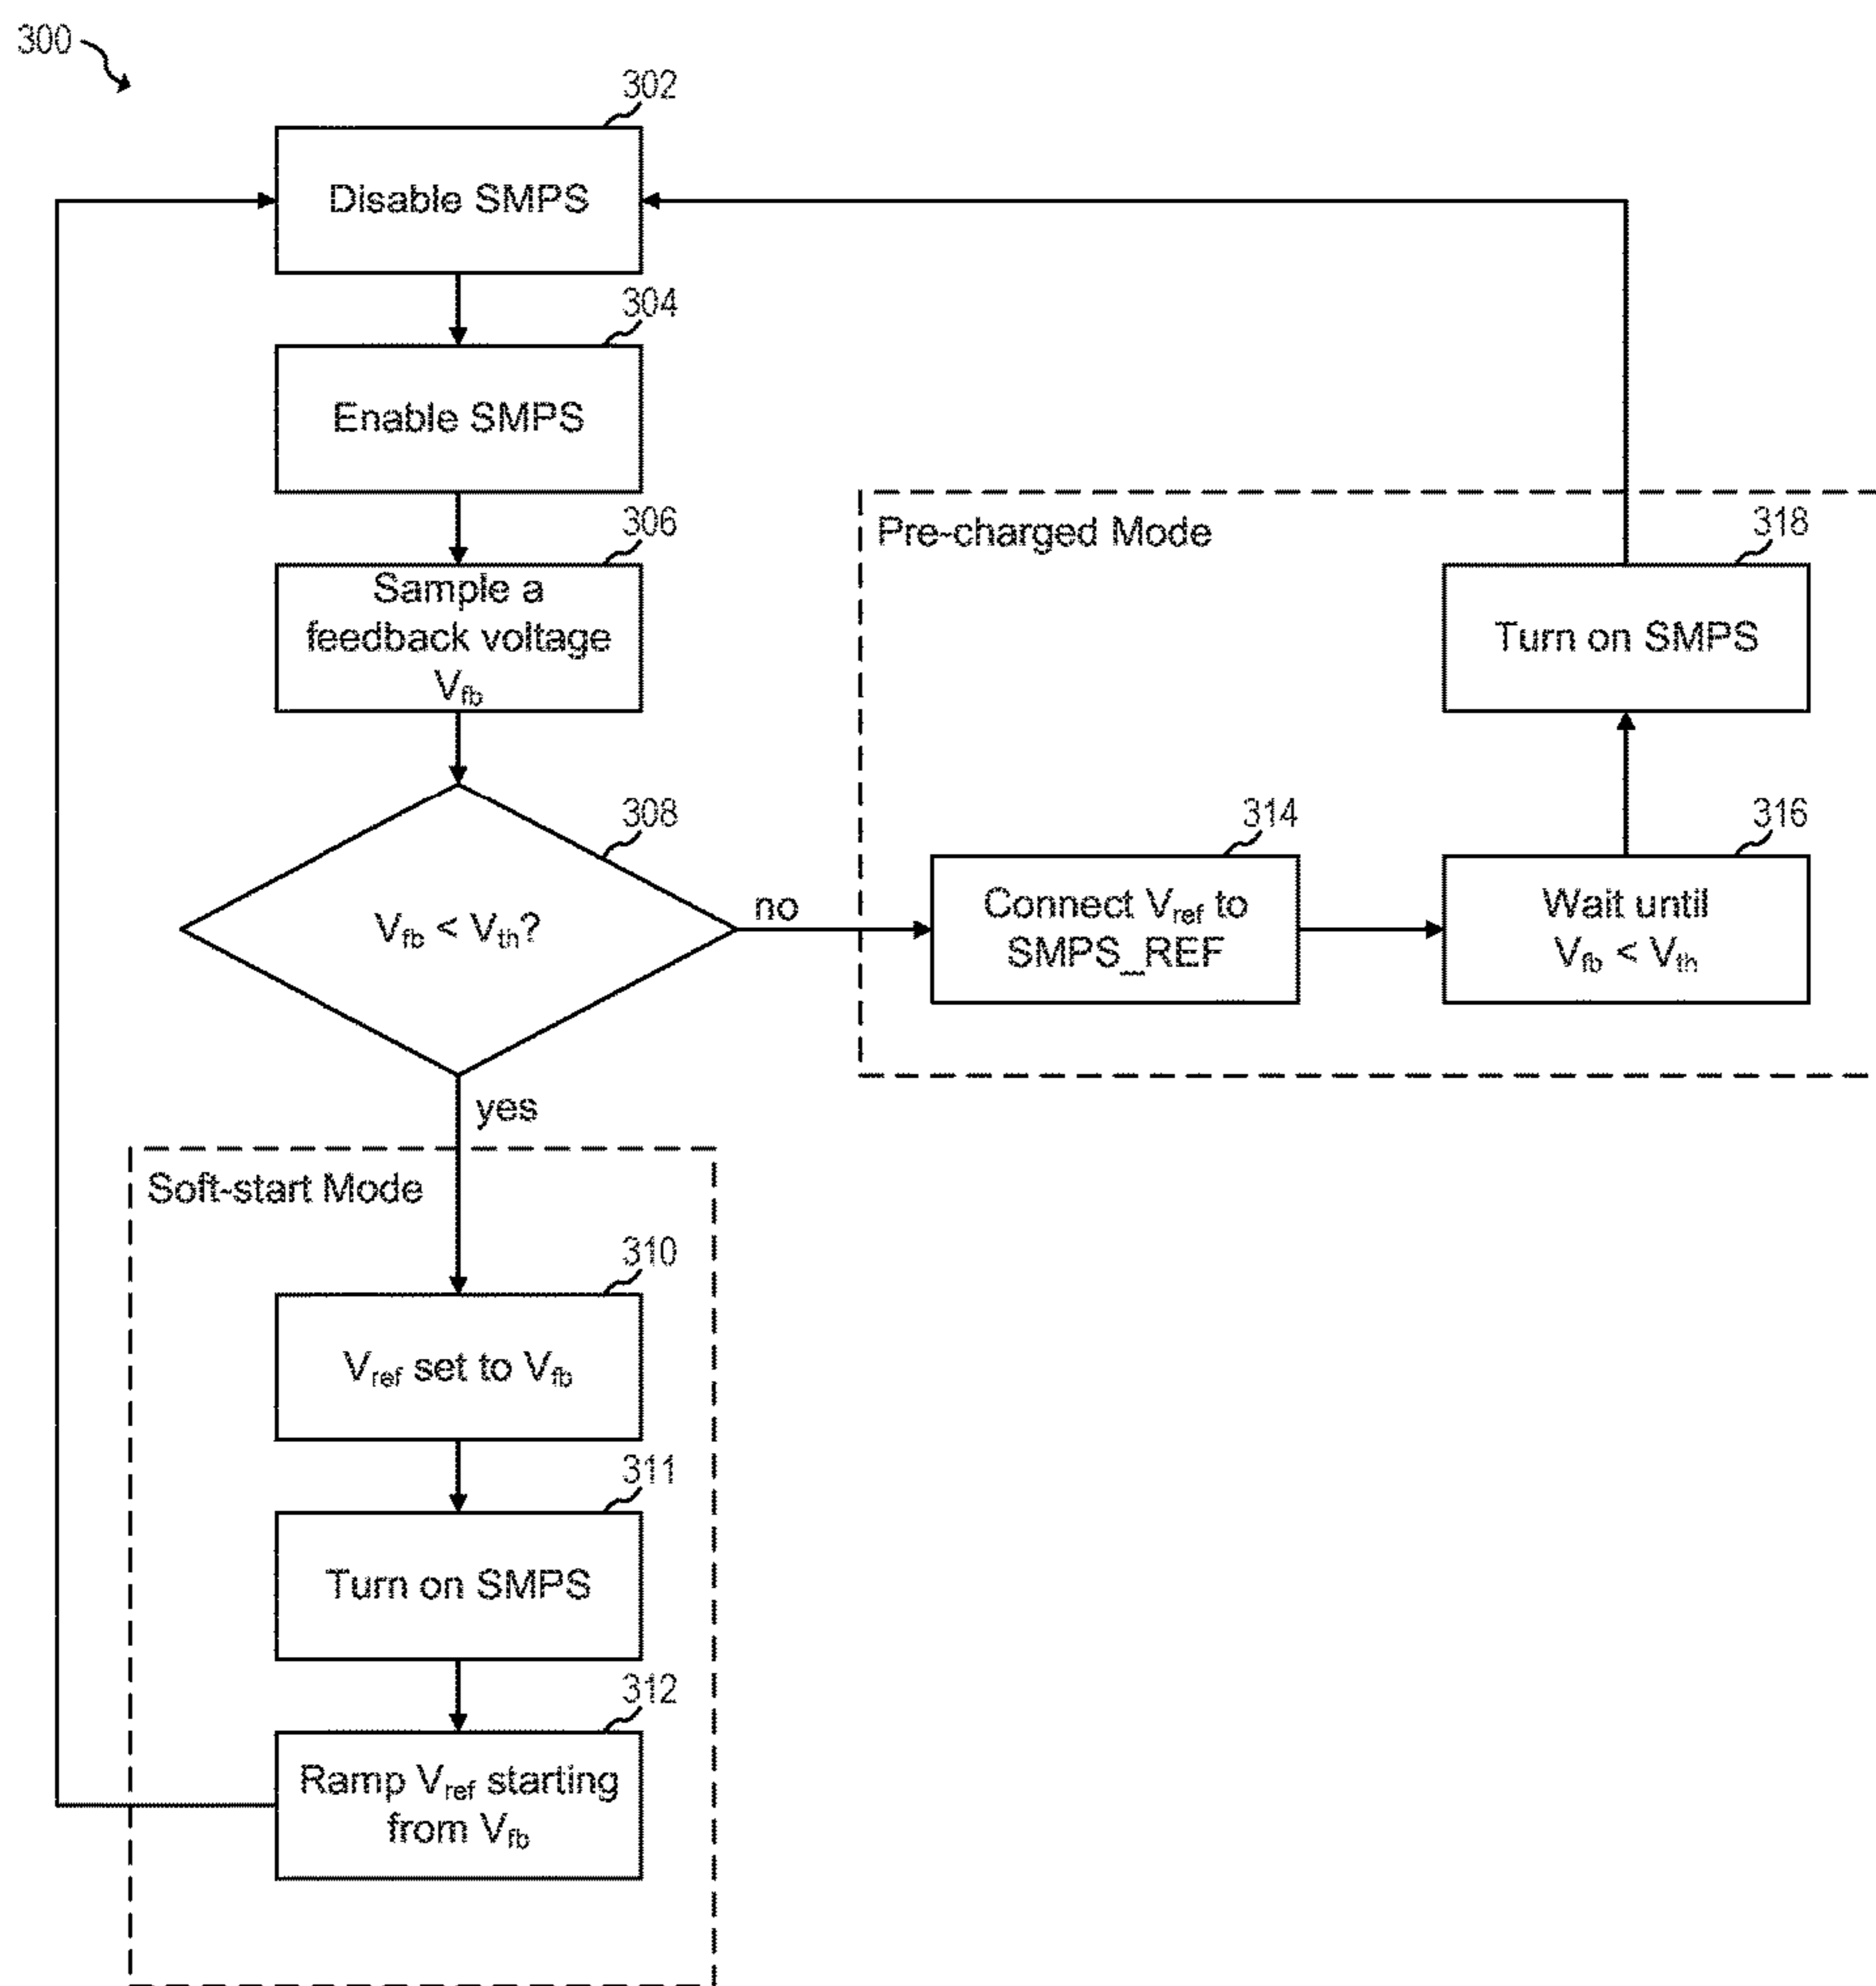 300
302
Disable SMPS
304
Enable SMPS
306
Sample a
feedback voltage
Vfb
308
Vfb < Vth?
no
yes
Pre-charged Mode
314
Connect Vref to
SMPS_REF
316
Wait until
Vfb < Vth
318
Turn on SMPS
Soft-start Mode
310
Vref set to Vfb
311
Turn on SMPS
312
Ramp Vref starting
from Vfb